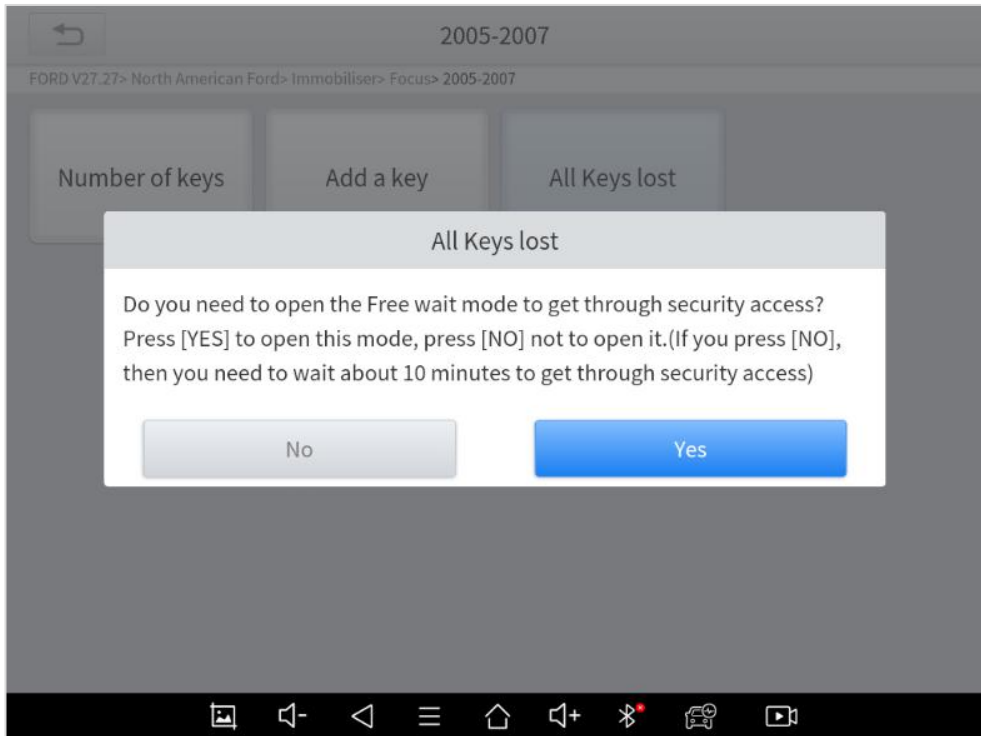 2005-2007
FORD V27.27> North American Ford> Immobiliser> Focus> 2005-2007
Number of keys
Add a key
All Keys lost
All Keys lost
Do you need to open the Free wait mode to get through security access?
Press [YES] to open this mode, press [NO] not to open it.(If you press [NO],
then you need to wait about 10 minutes to get through security access)
No
Yes